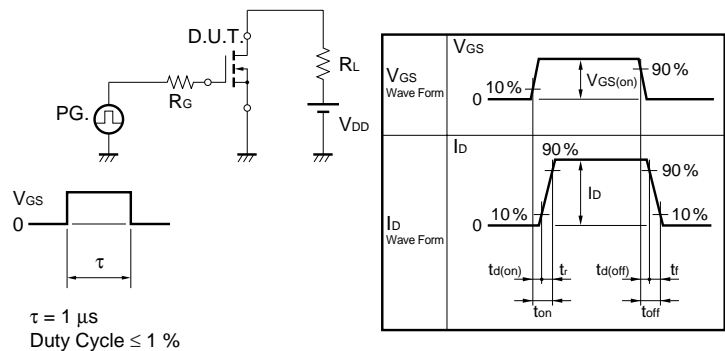 D.U.T.
RL
RG
PG.
VDD
VGS
0
τ
τ = 1 μs
Duty Cycle ≤ 1 %
VGS
Wave Form
VGS
10 %
VGS(on)
90 %
0
ID
Wave Form
ID
90 %
90 %
ID
10 %
10 %
0
td(on)
tr
td(off)
tf
ton
toff